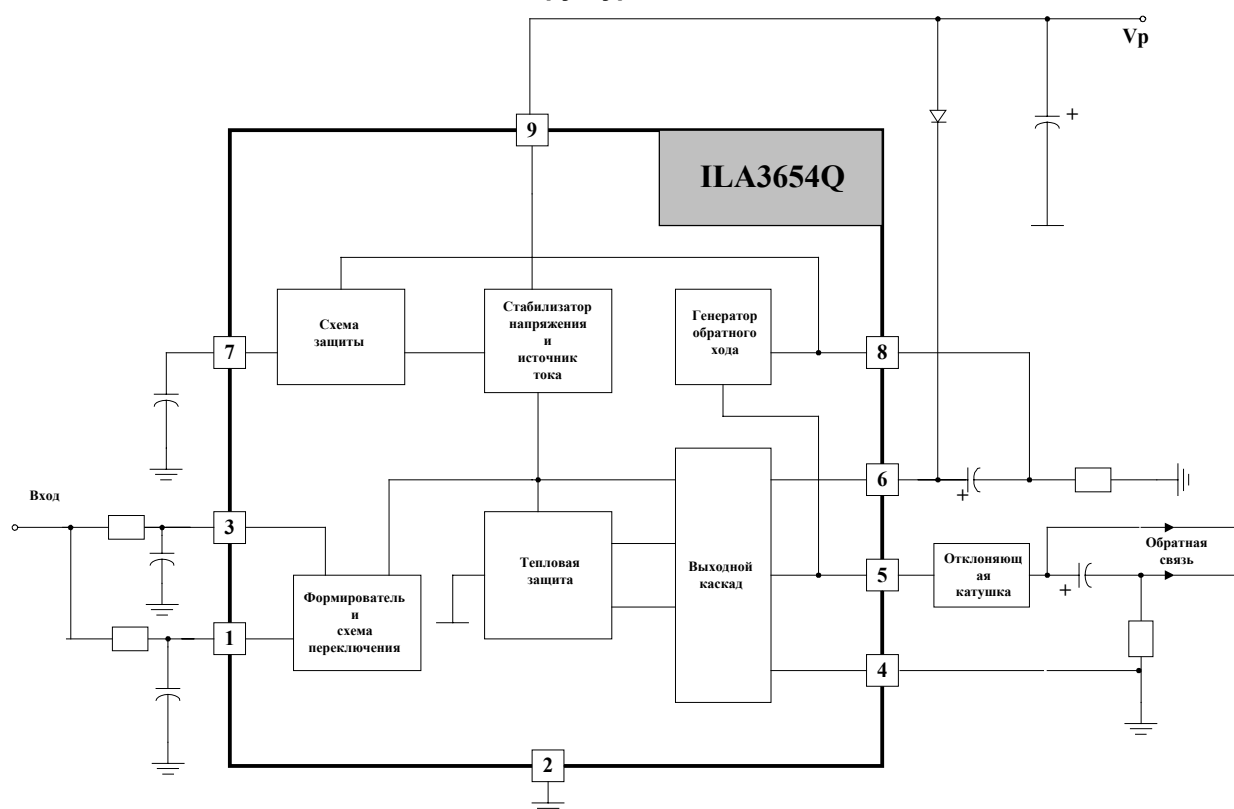 Vp
9
ILA3654Q
Схема
защиты
Стабилизатор
напряжения
и
источник
тока
Генератор
обратного
хода
7
8
Вход
6
+
+
3
Обратная
связь
Тепловая
защита
Выходной
каскад
5
Отклоняющ
ая
катушка
+
Формирователь
и
схема
переключения
1
4
2